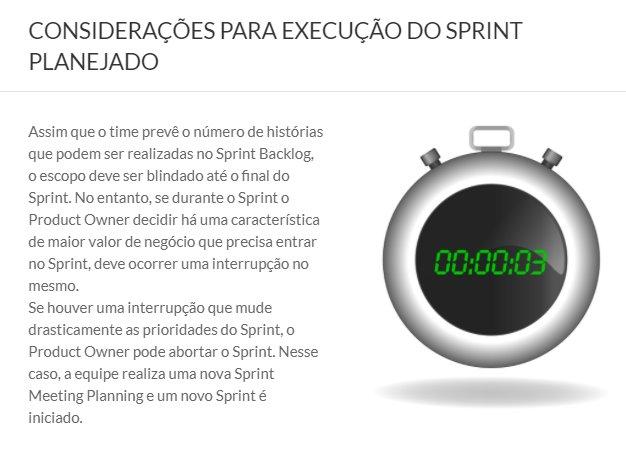 CONSIDERAÇÕES PARA EXECUÇÃO DO SPRINT
PLANEJADO
Assim que o time prevê o número de histórias
que podem ser realizadas no Sprint Backlog,
o escopo deve ser blindado até o final do
Sprint. No entanto, se durante o Sprint o
Product Owner decidir há uma característica
de maior valor de negócio que precisa entrar
no Sprint, deve ocorrer uma interrupção no
mesmo.
Se houver uma interrupção que mude
drasticamente as prioridades do Sprint, o
Product Owner pode abortar o Sprint. Nesse
caso, a equipe realiza uma nova Sprint
Meeting Planning e um novo Sprint é
iniciado.
00:00:03